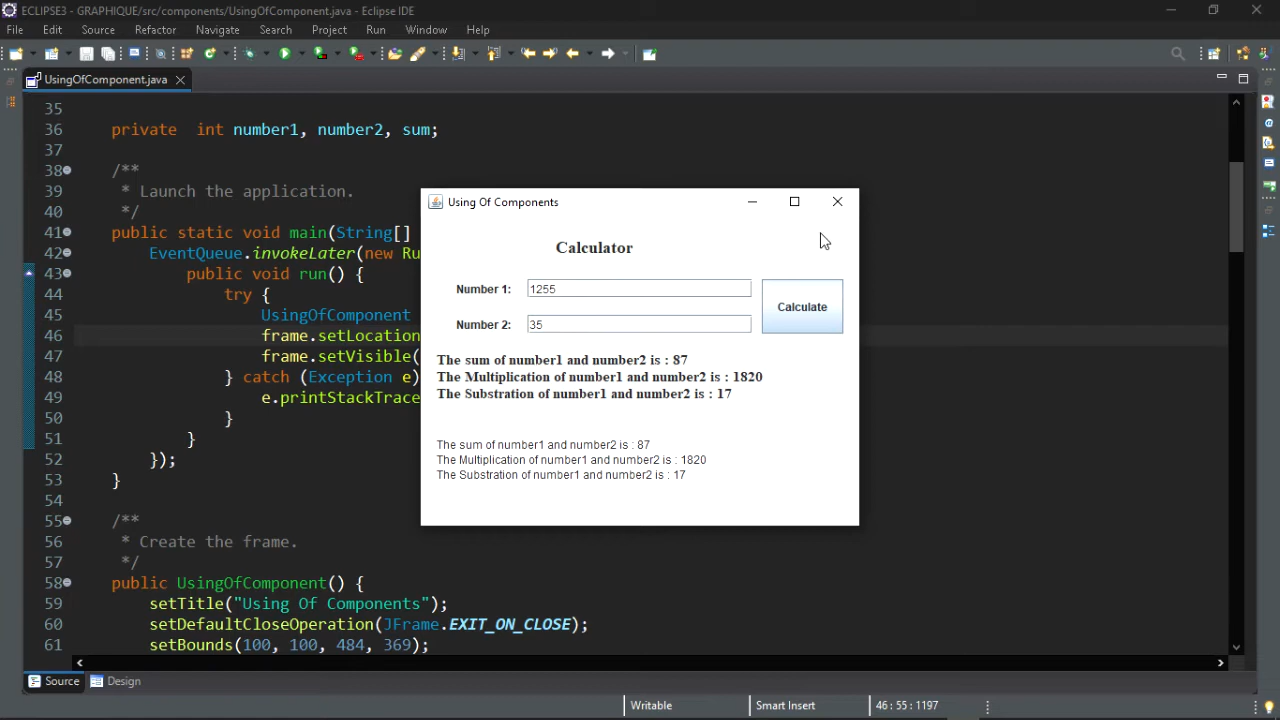 ECLIPSE3 - GRAPHIQUE/src/components/UsingOfComponent.java - Eclipse IDE
File Edit Source Refactor Navigate Search Project Run Window Help
UsingOfComponent.java
35
36 private int number1, number2, sum;
37
38 /**
39 * Launch the application.
40 */
41 public static void main(String[]
42 EventQueue.invokeLater(new Ru
43 public void run() {
44 try {
45 UsingOfComponent
46 frame.setLocation
47 frame.setVisible(
48 } catch (Exception e)
49 e.printStackTrace
50 }
51 }
52 });
53 }
54
55 /**
56 * Create the frame.
57 */
58 public UsingOfComponent() {
59 setTitle("Using Of Components");
60 setDefaultCloseOperation(JFrame.EXIT_ON_CLOSE);
61 setBounds(100, 100, 484, 369);
Using Of Components
Calculator
Number 1: 1255
Calculate
Number 2: 35
The sum of number1 and number2 is : 87
The Multiplication of number1 and number2 is : 1820
The Substration of number1 and number2 is : 17
The sum of number1 and number2 is : 87
The Multiplication of number1 and number2 is : 1820
The Substration of number1 and number2 is : 17
Source Design
Writable Smart Insert 46 : 55 : 1197